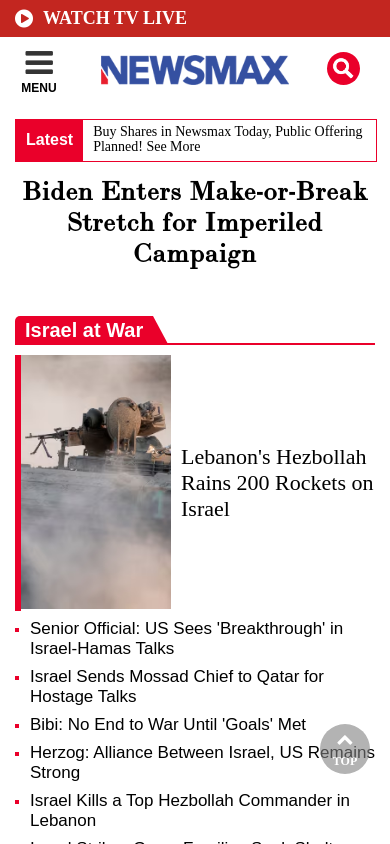 WATCH TV LIVE
MENU
NEWSMAX
Latest
Buy Shares in Newsmax Today, Public Offering
Planned! See More
Biden Enters Make-or-Break
Stretch for Imperiled
Campaign
Israel at War
Lebanon's Hezbollah
Rains 200 Rockets on
Israel
Senior Official: US Sees 'Breakthrough' in
Israel-Hamas Talks
Israel Sends Mossad Chief to Qatar for
Hostage Talks
Bibi: No End to War Until 'Goals' Met
Herzog: Alliance Between Israel, US Remains
Strong
TOP
Israel Kills a Top Hezbollah Commander in
Lebanon